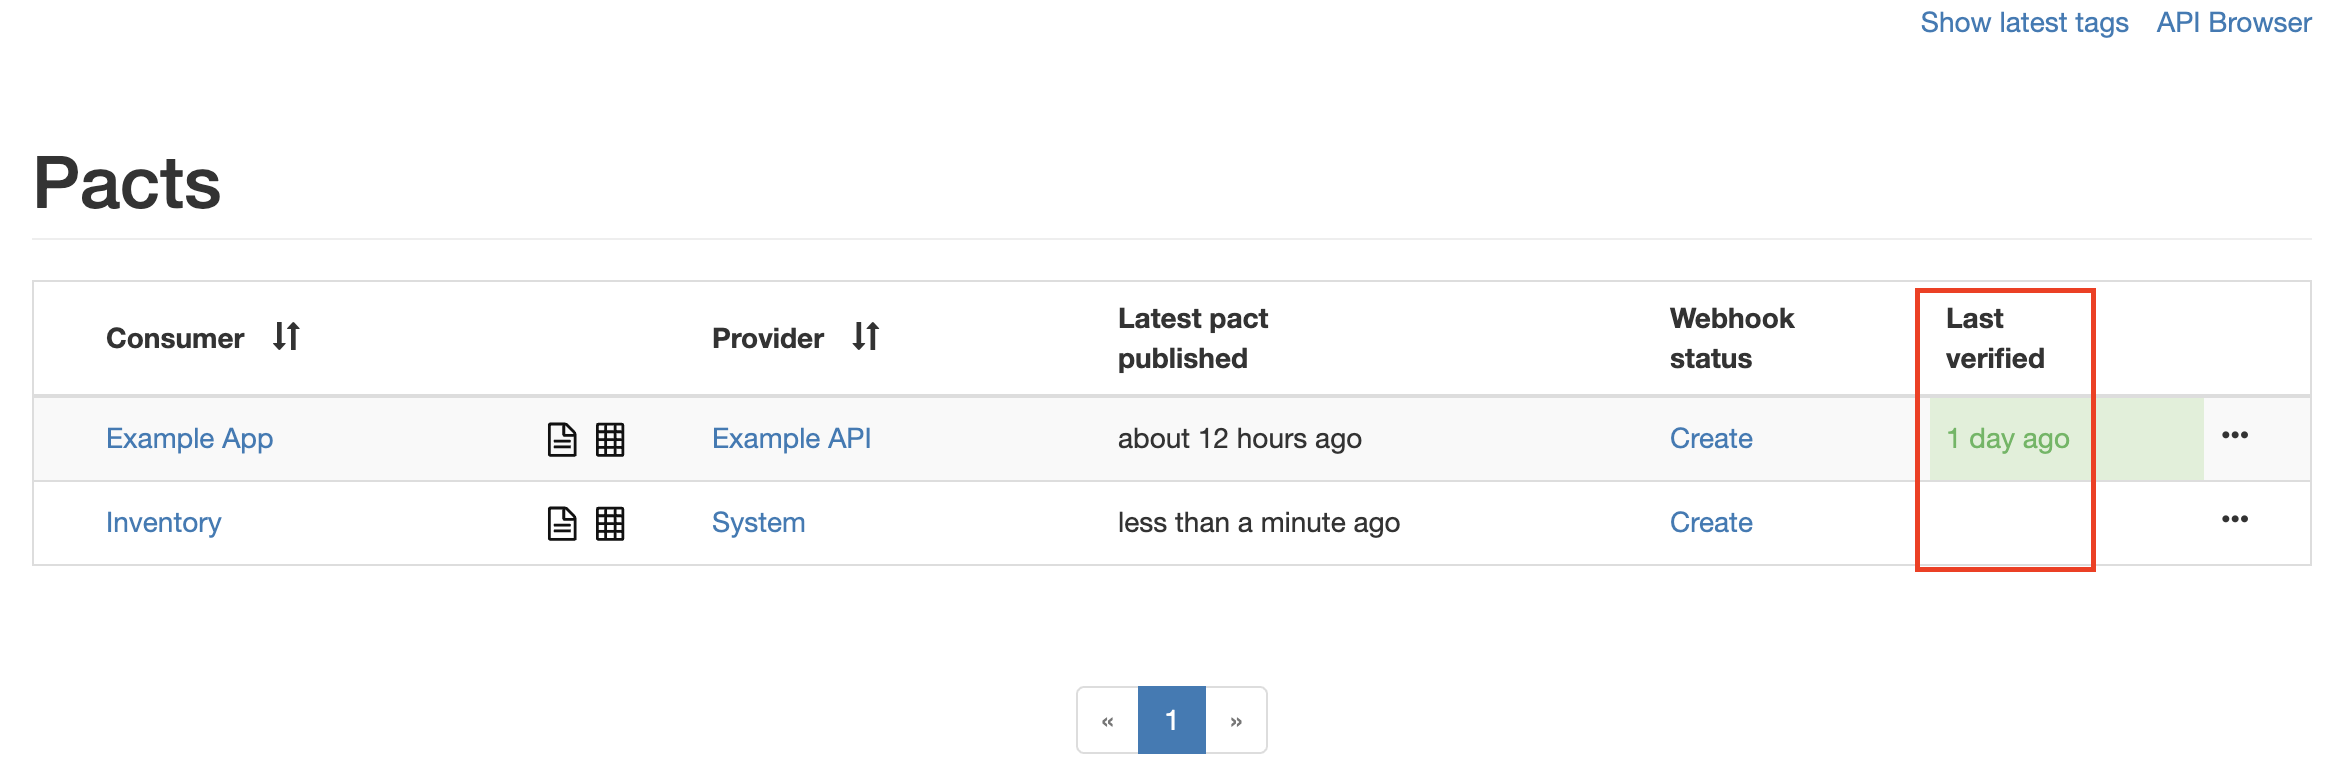 Show latest tags API Browser
Pacts
Consumer Provider Latest pact published Webhook status Last verified
Example App Example API about 12 hours ago Create 1 day ago
Inventory System less than a minute ago Create
« 1 »